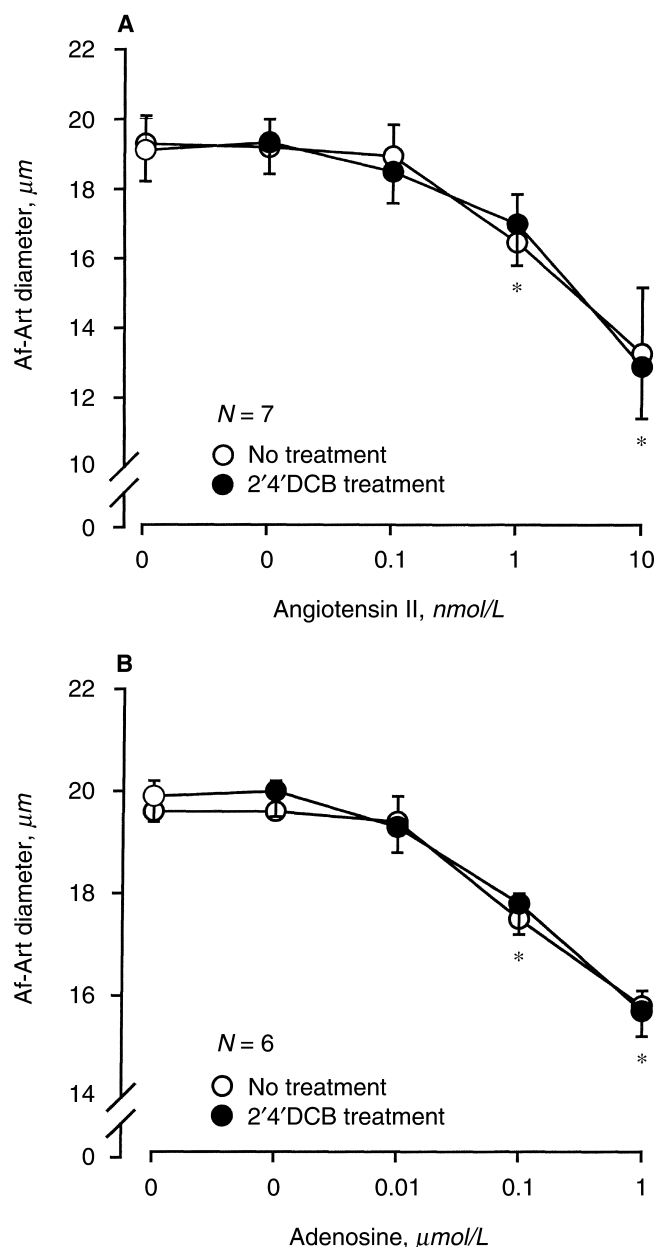 A
22
20
18
16
14
12
10
0
Af-Art diameter, μm
*
*
N = 7
No treatment
2′4′DCB treatment
0 0 0.1 1 10
Angiotensin II, nmol/L
B
22
20
18
16
14
0
Af-Art diameter, μm
*
*
N = 6
No treatment
2′4′DCB treatment
0 0 0.01 0.1 1
Adenosine, μmol/L